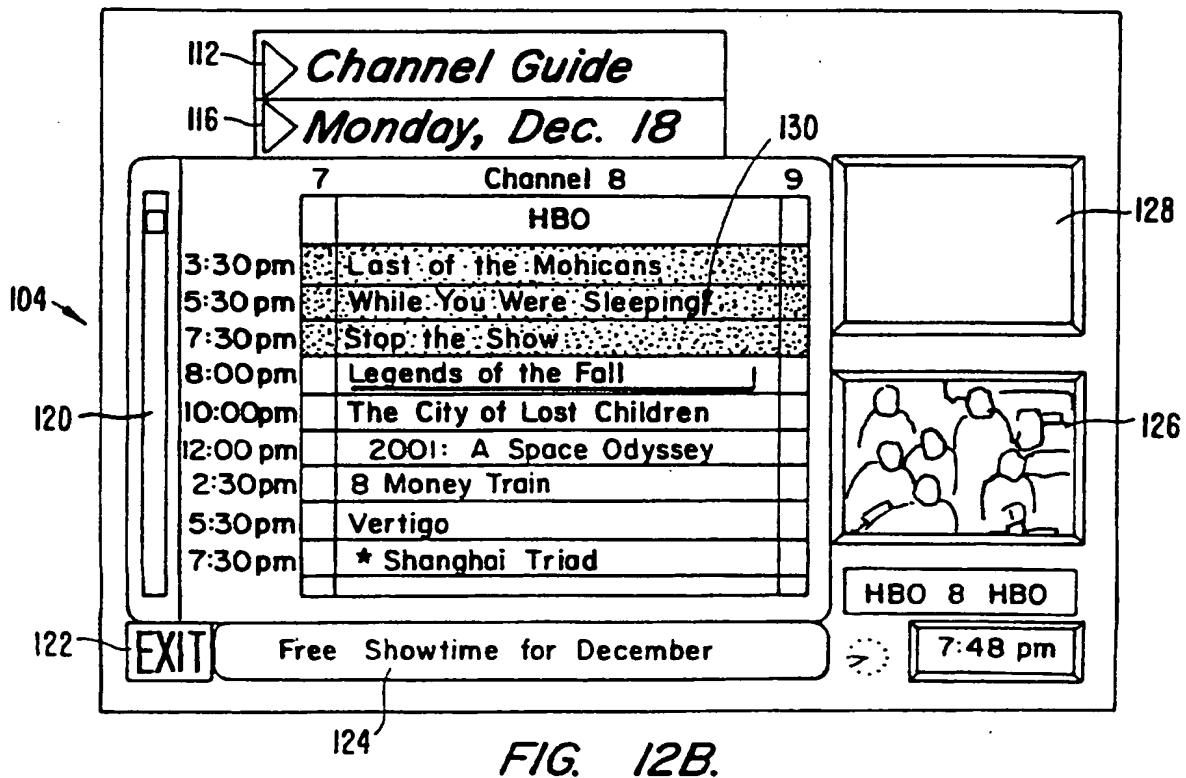 112
Channel Guide
116
Monday, Dec. 18
130
7 Channel 8 9
HBO
128
3:30pm Last of the Mohicans
104
5:30pm While You Were Sleeping
7:30pm Stop the Show
8:00pm Legends of the Fall
120
10:00pm The City of Lost Children
126
12:00 pm 2001: A Space Odyssey
2:30pm 8 Money Train
5:30pm Vertigo
7:30pm * Shanghai Triad
HBO 8 HBO
122
EXIT
Free Showtime for December
7:48 pm
124
FIG. 12B.